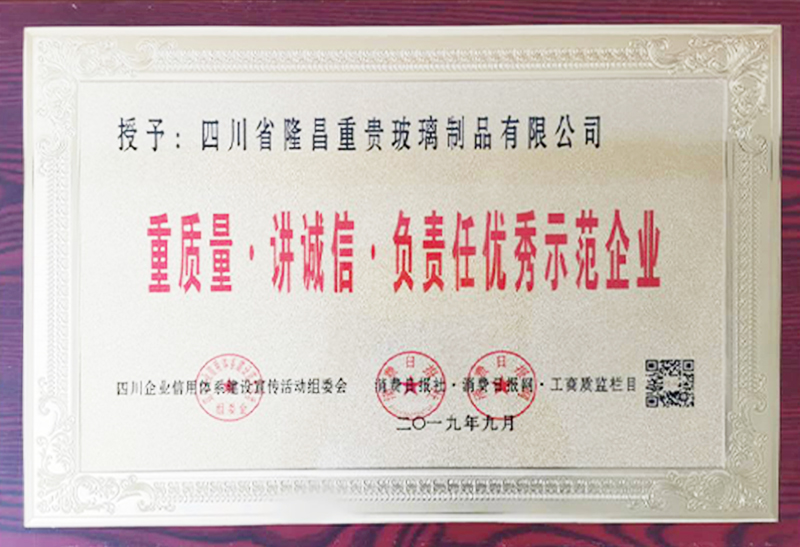 授予：四川省隆昌重贵玻璃制品有限公司
重质量·讲诚信·负责任优秀示范企业
四川企业信用体系建设宣传活动组委会 消费日报社·消费日报网·工商质监栏目
二〇一九年九月
组委会